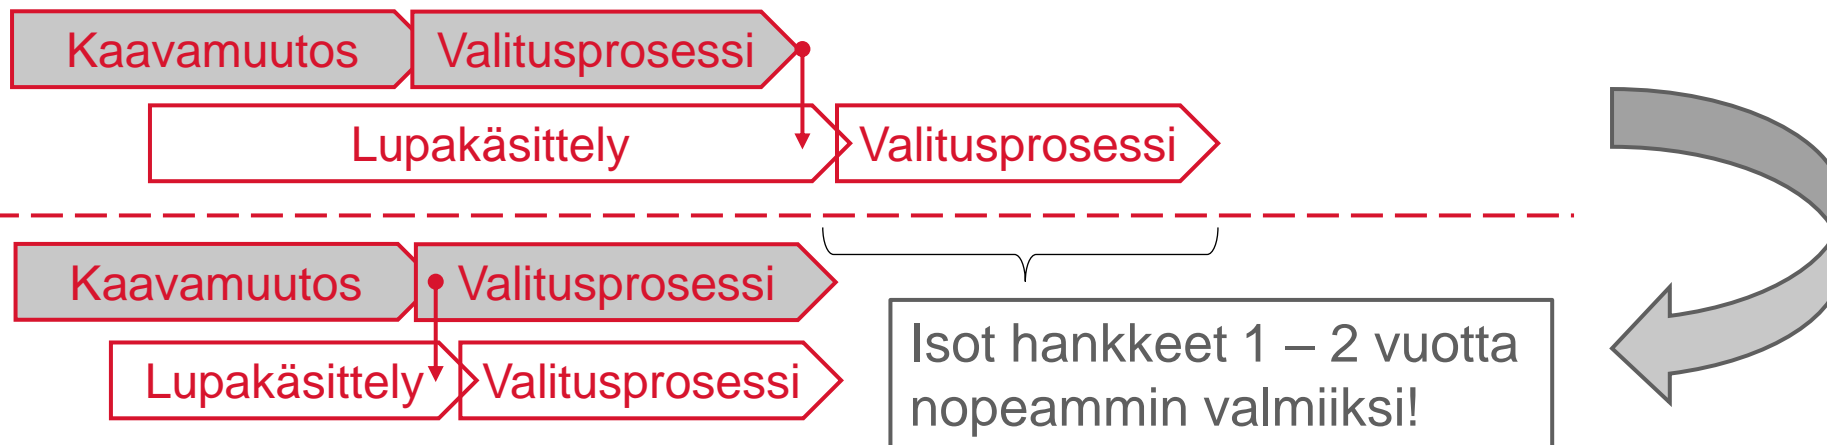 Kaavamuutos
Valitusprosessi
Lupakäsittely
Valitusprosessi
Kaavamuutos
Valitusprosessi
Lupakäsittely
Valitusprosessi
Isot hankkeet 1 – 2 vuotta
nopeammin valmiiksi!